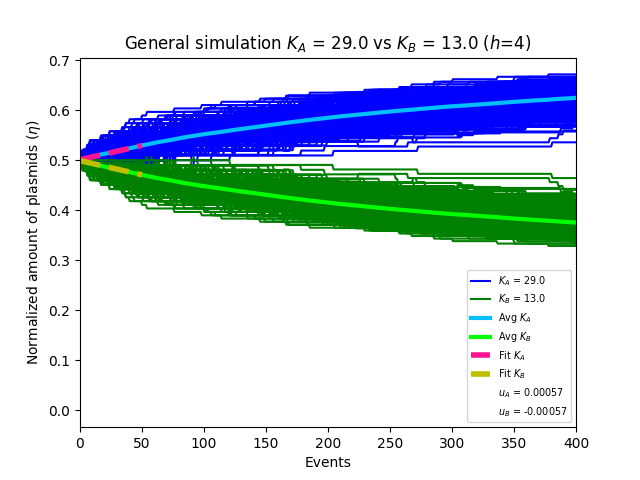 General simulation K_A = 29.0 vs K_B = 13.0 (h=4)
Normalized amount of plasmids (η)
0.7
0.6
0.5
0.4
0.3
0.2
0.1
0.0
K_A = 29.0
K_B = 13.0
Avg K_A
Avg K_B
Fit K_A
Fit K_B
u_A = 0.00057
u_B = -0.00057
0 50 100 150 200 250 300 350 400
Events